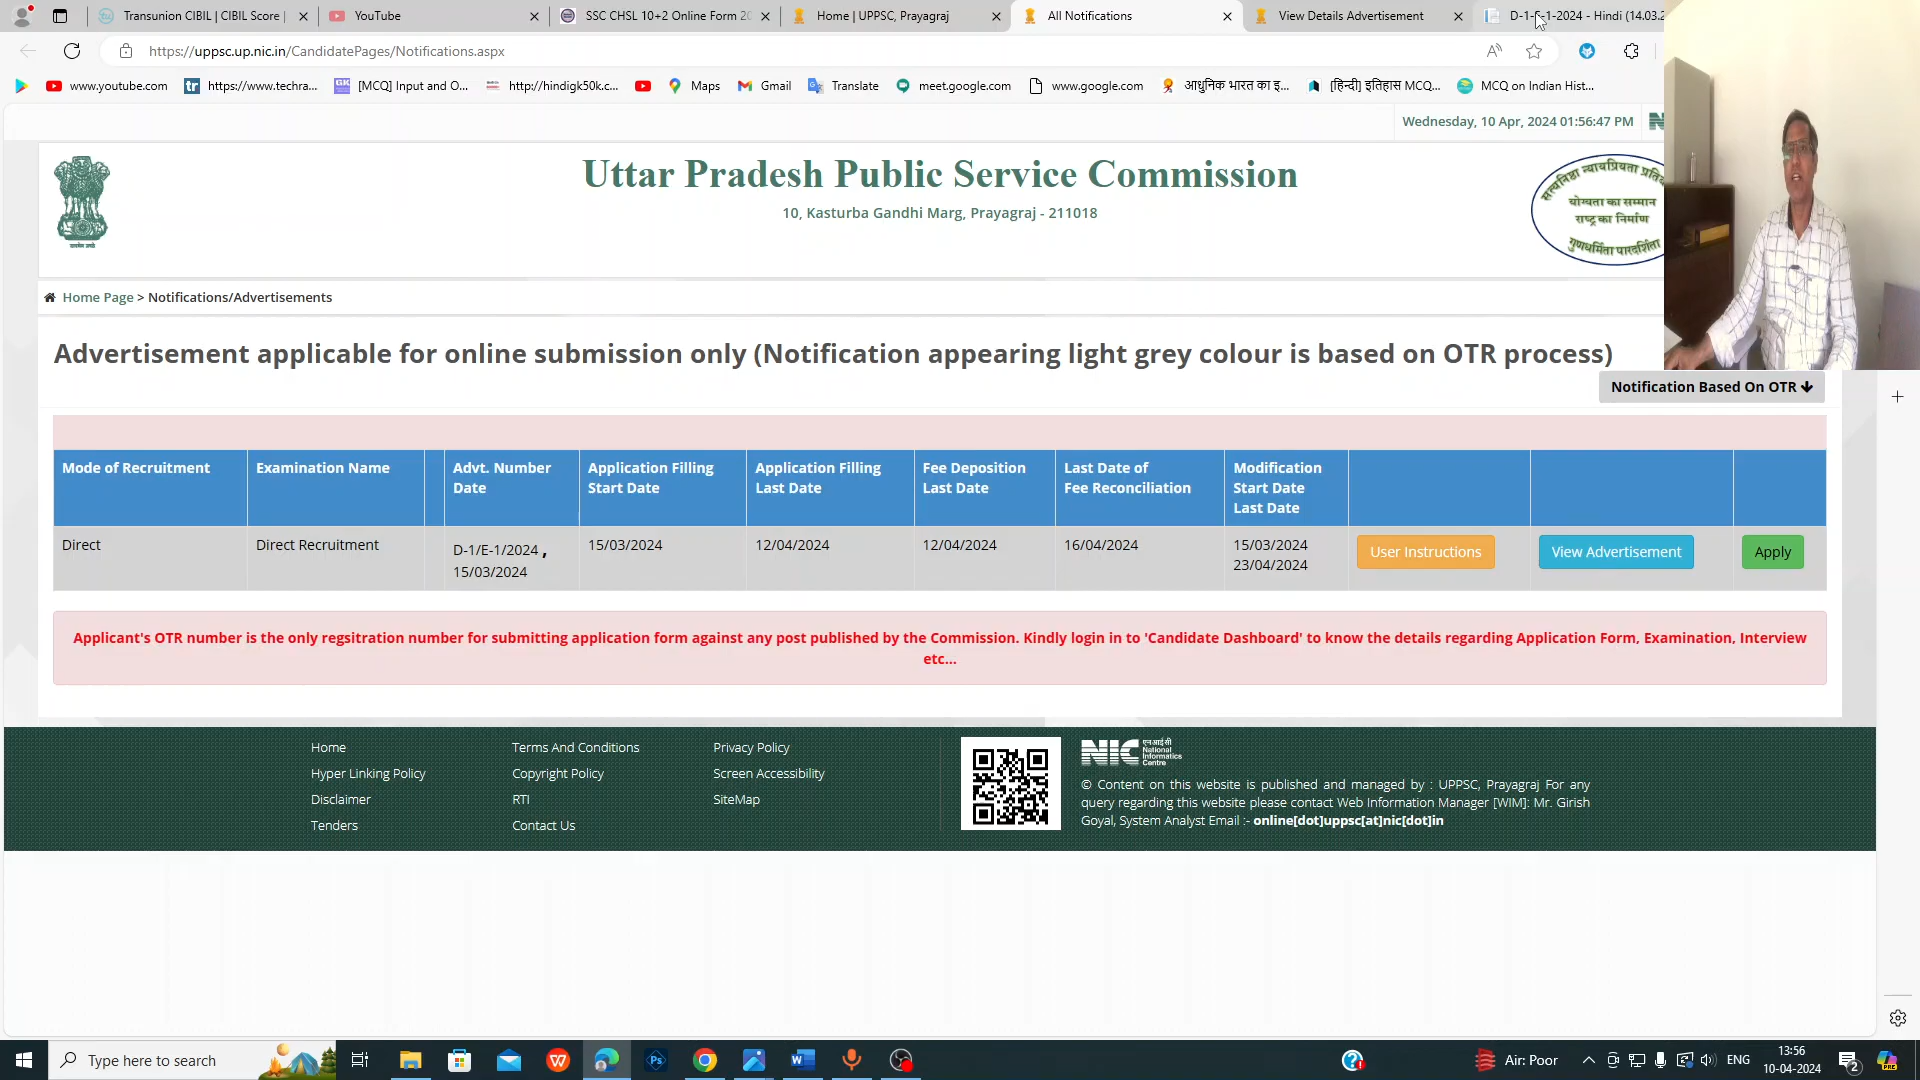 Transunion CIBIL | CIBIL Score |
YouTube
SSC CHSL 10+2 Online Form 20
Home | UPPSC, Prayagraj
All Notifications
View Details Advertisement
D-1-E-1-2024 - Hindi (14.03.2
https://uppsc.up.nic.in/CandidatePages/Notifications.aspx
www.youtube.com
https://www.techra...
[MCQ] Input and O...
http://hindigk50k.c...
Maps
Gmail
Translate
meet.google.com
www.google.com
आधुनिक भारत का इ...
[हिन्दी] इतिहास MCQ...
MCQ on Indian Hist...
Wednesday, 10 Apr, 2024 01:56:47 PM
Uttar Pradesh Public Service Commission
10, Kasturba Gandhi Marg, Prayagraj - 211018
सत्यनिष्ठा न्यायप्रियता
योग्यता का सम्मान
राष्ट्र का निर्माण
गुणधर्मिता पारदर्शिता
Home Page > Notifications/Advertisements
Advertisement applicable for online submission only (Notification appearing light grey colour is based on OTR process)
Notification Based On OTR
Mode of Recruitment
Examination Name
Advt. Number
Date
Application Filling
Start Date
Application Filling
Last Date
Fee Deposition
Last Date
Last Date of
Fee Reconciliation
Modification
Start Date
Last Date
Direct
Direct Recruitment
D-1/E-1/2024 ,
15/03/2024
15/03/2024
12/04/2024
12/04/2024
16/04/2024
15/03/2024
23/04/2024
User Instructions
View Advertisement
Apply
Applicant's OTR number is the only regsitration number for submitting application form against any post published by the Commission. Kindly login in to 'Candidate Dashboard' to know the details regarding Application Form, Examination, Interview
etc...
Home
Terms And Conditions
Privacy Policy
Hyper Linking Policy
Copyright Policy
Screen Accessibility
Disclaimer
RTI
SiteMap
Tenders
Contact Us
NIC एन आई सी
National
Informatics
Centre
© Content on this website is published and managed by : UPPSC, Prayagraj For any
query regarding this website please contact Web Information Manager [WIM]: Mr. Girish
Goyal, System Analyst Email :- online[dot]uppsc[at]nic[dot]in
Type here to search
Air: Poor
ENG
13:56
10-04-2024
2